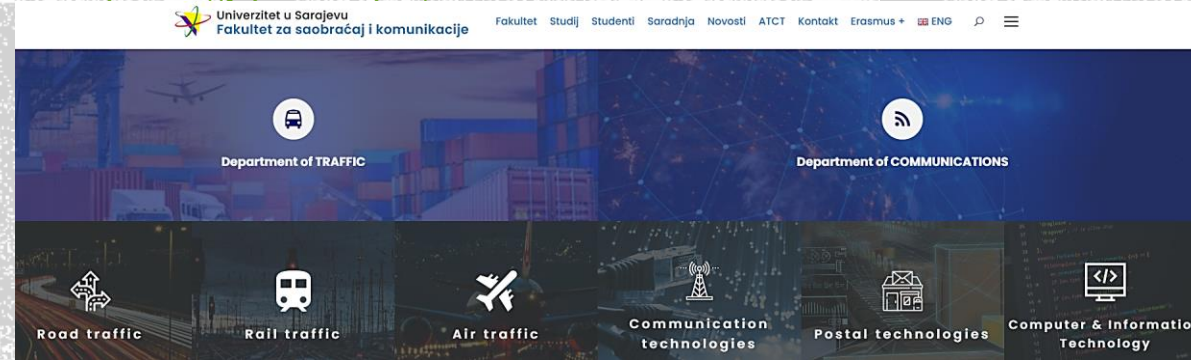 Univerzitet u Sarajevu
Fakultet za saobraćaj i komunikacije
Fakultet Studij Studenti Saradnja Novosti ATCT Kontakt Erasmus + ENG
Department of TRAFFIC
Department of COMMUNICATIONS
Road traffic
Rail traffic
Air traffic
Communication
technologies
Postal technologies
Computer & Informatio
Technology